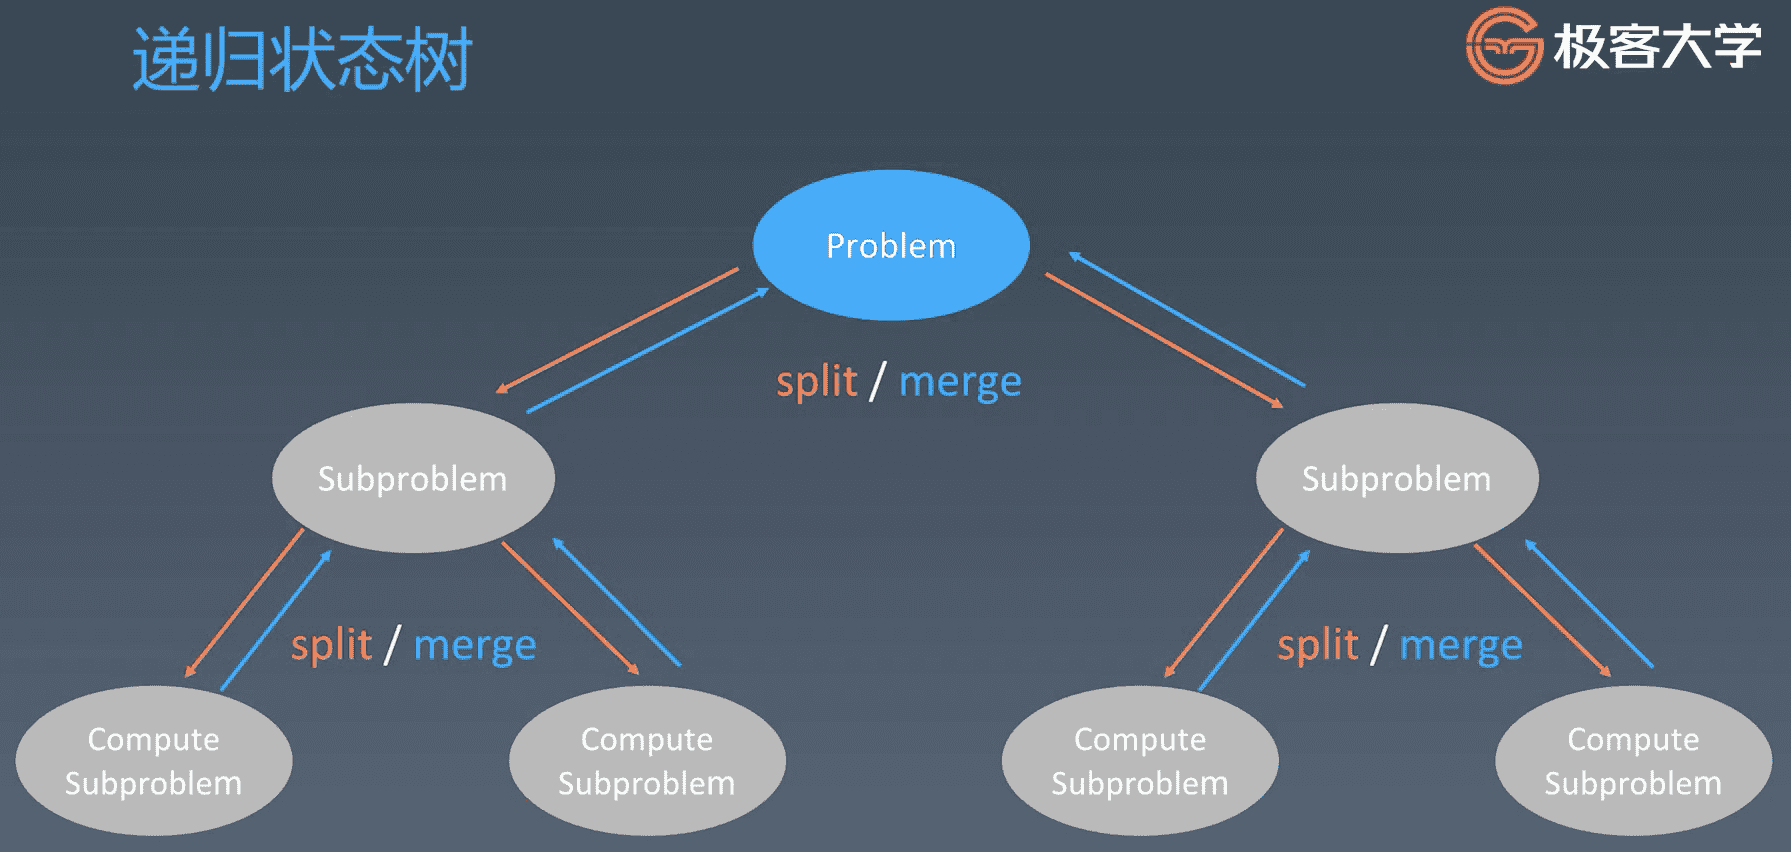 递归状态树
极客大学
Problem
split / merge
Subproblem
Subproblem
split / merge
split / merge
Compute
Subproblem
Compute
Subproblem
Compute
Subproblem
Compute
Subproblem